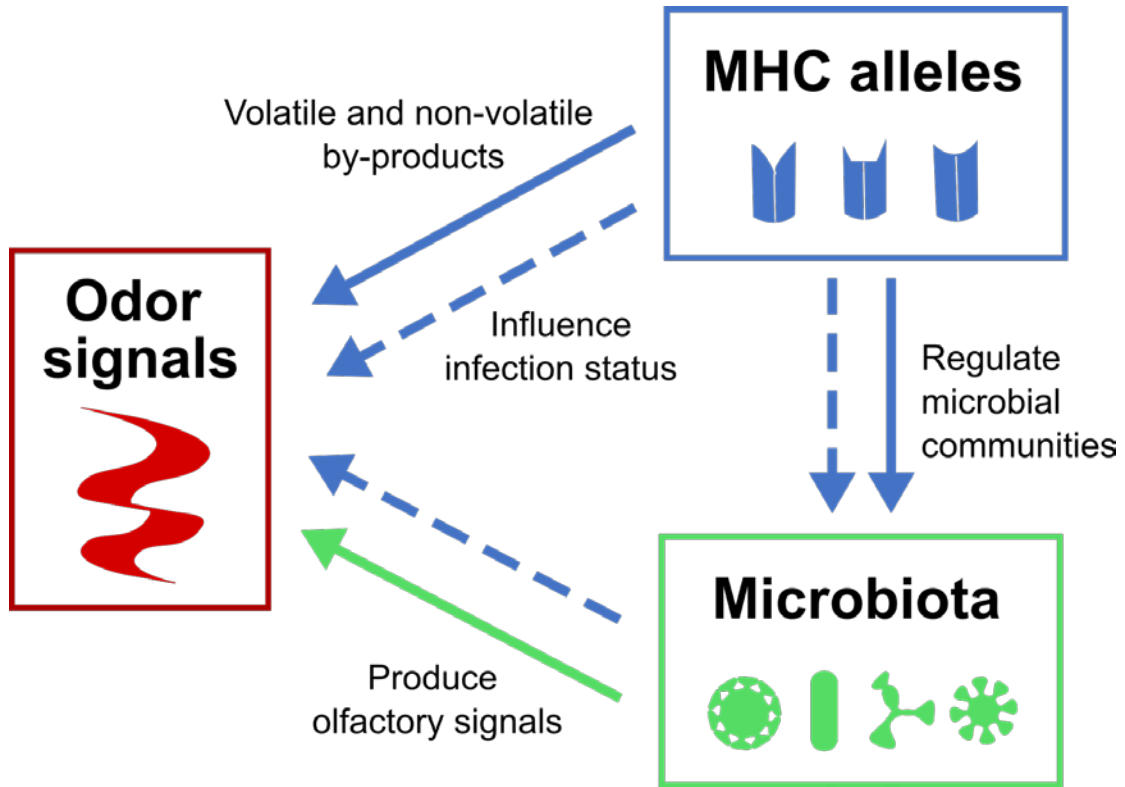 MHC alleles
Volatile and non-volatile
by-products
Odor
signals
Influence
infection status
Regulate
microbial
communities
Microbiota
Produce
olfactory signals